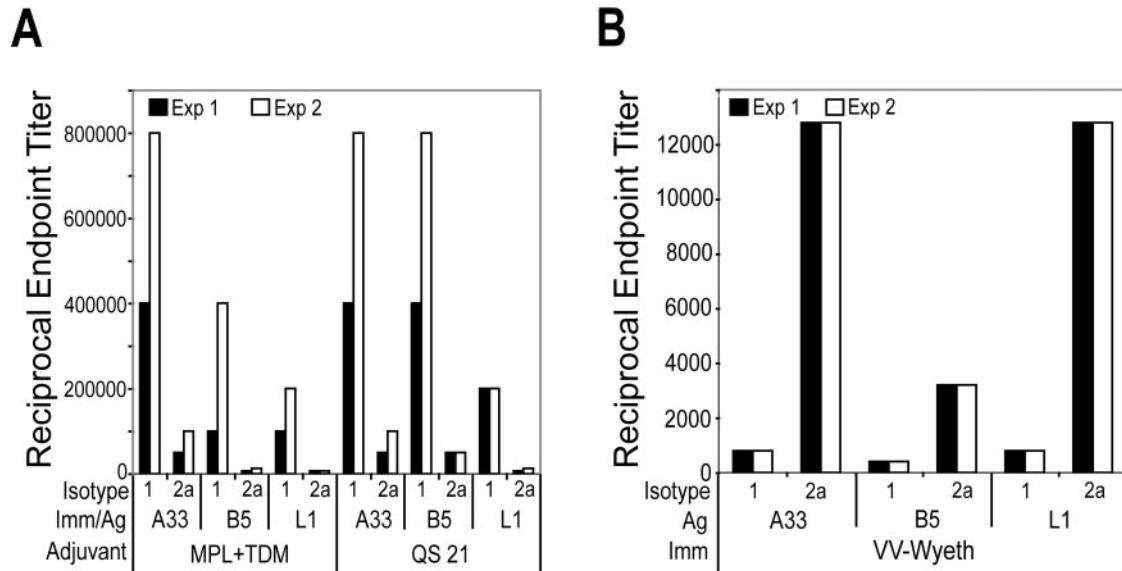 A
Reciprocal Endpoint Titer
Exp 1 Exp 2
800000
600000
400000
200000
0
Isotype 1 2a 1 2a 1 2a 1 2a 1 2a 1 2a
Imm/Ag A33 B5 L1 A33 B5 L1
Adjuvant MPL+TDM QS 21
B
Reciprocal Endpoint Titer
Exp 1 Exp 2
12000
10000
8000
6000
4000
2000
0
Isotype 1 2a 1 2a 1 2a
Ag A33 B5 L1
Imm VV-Wyeth